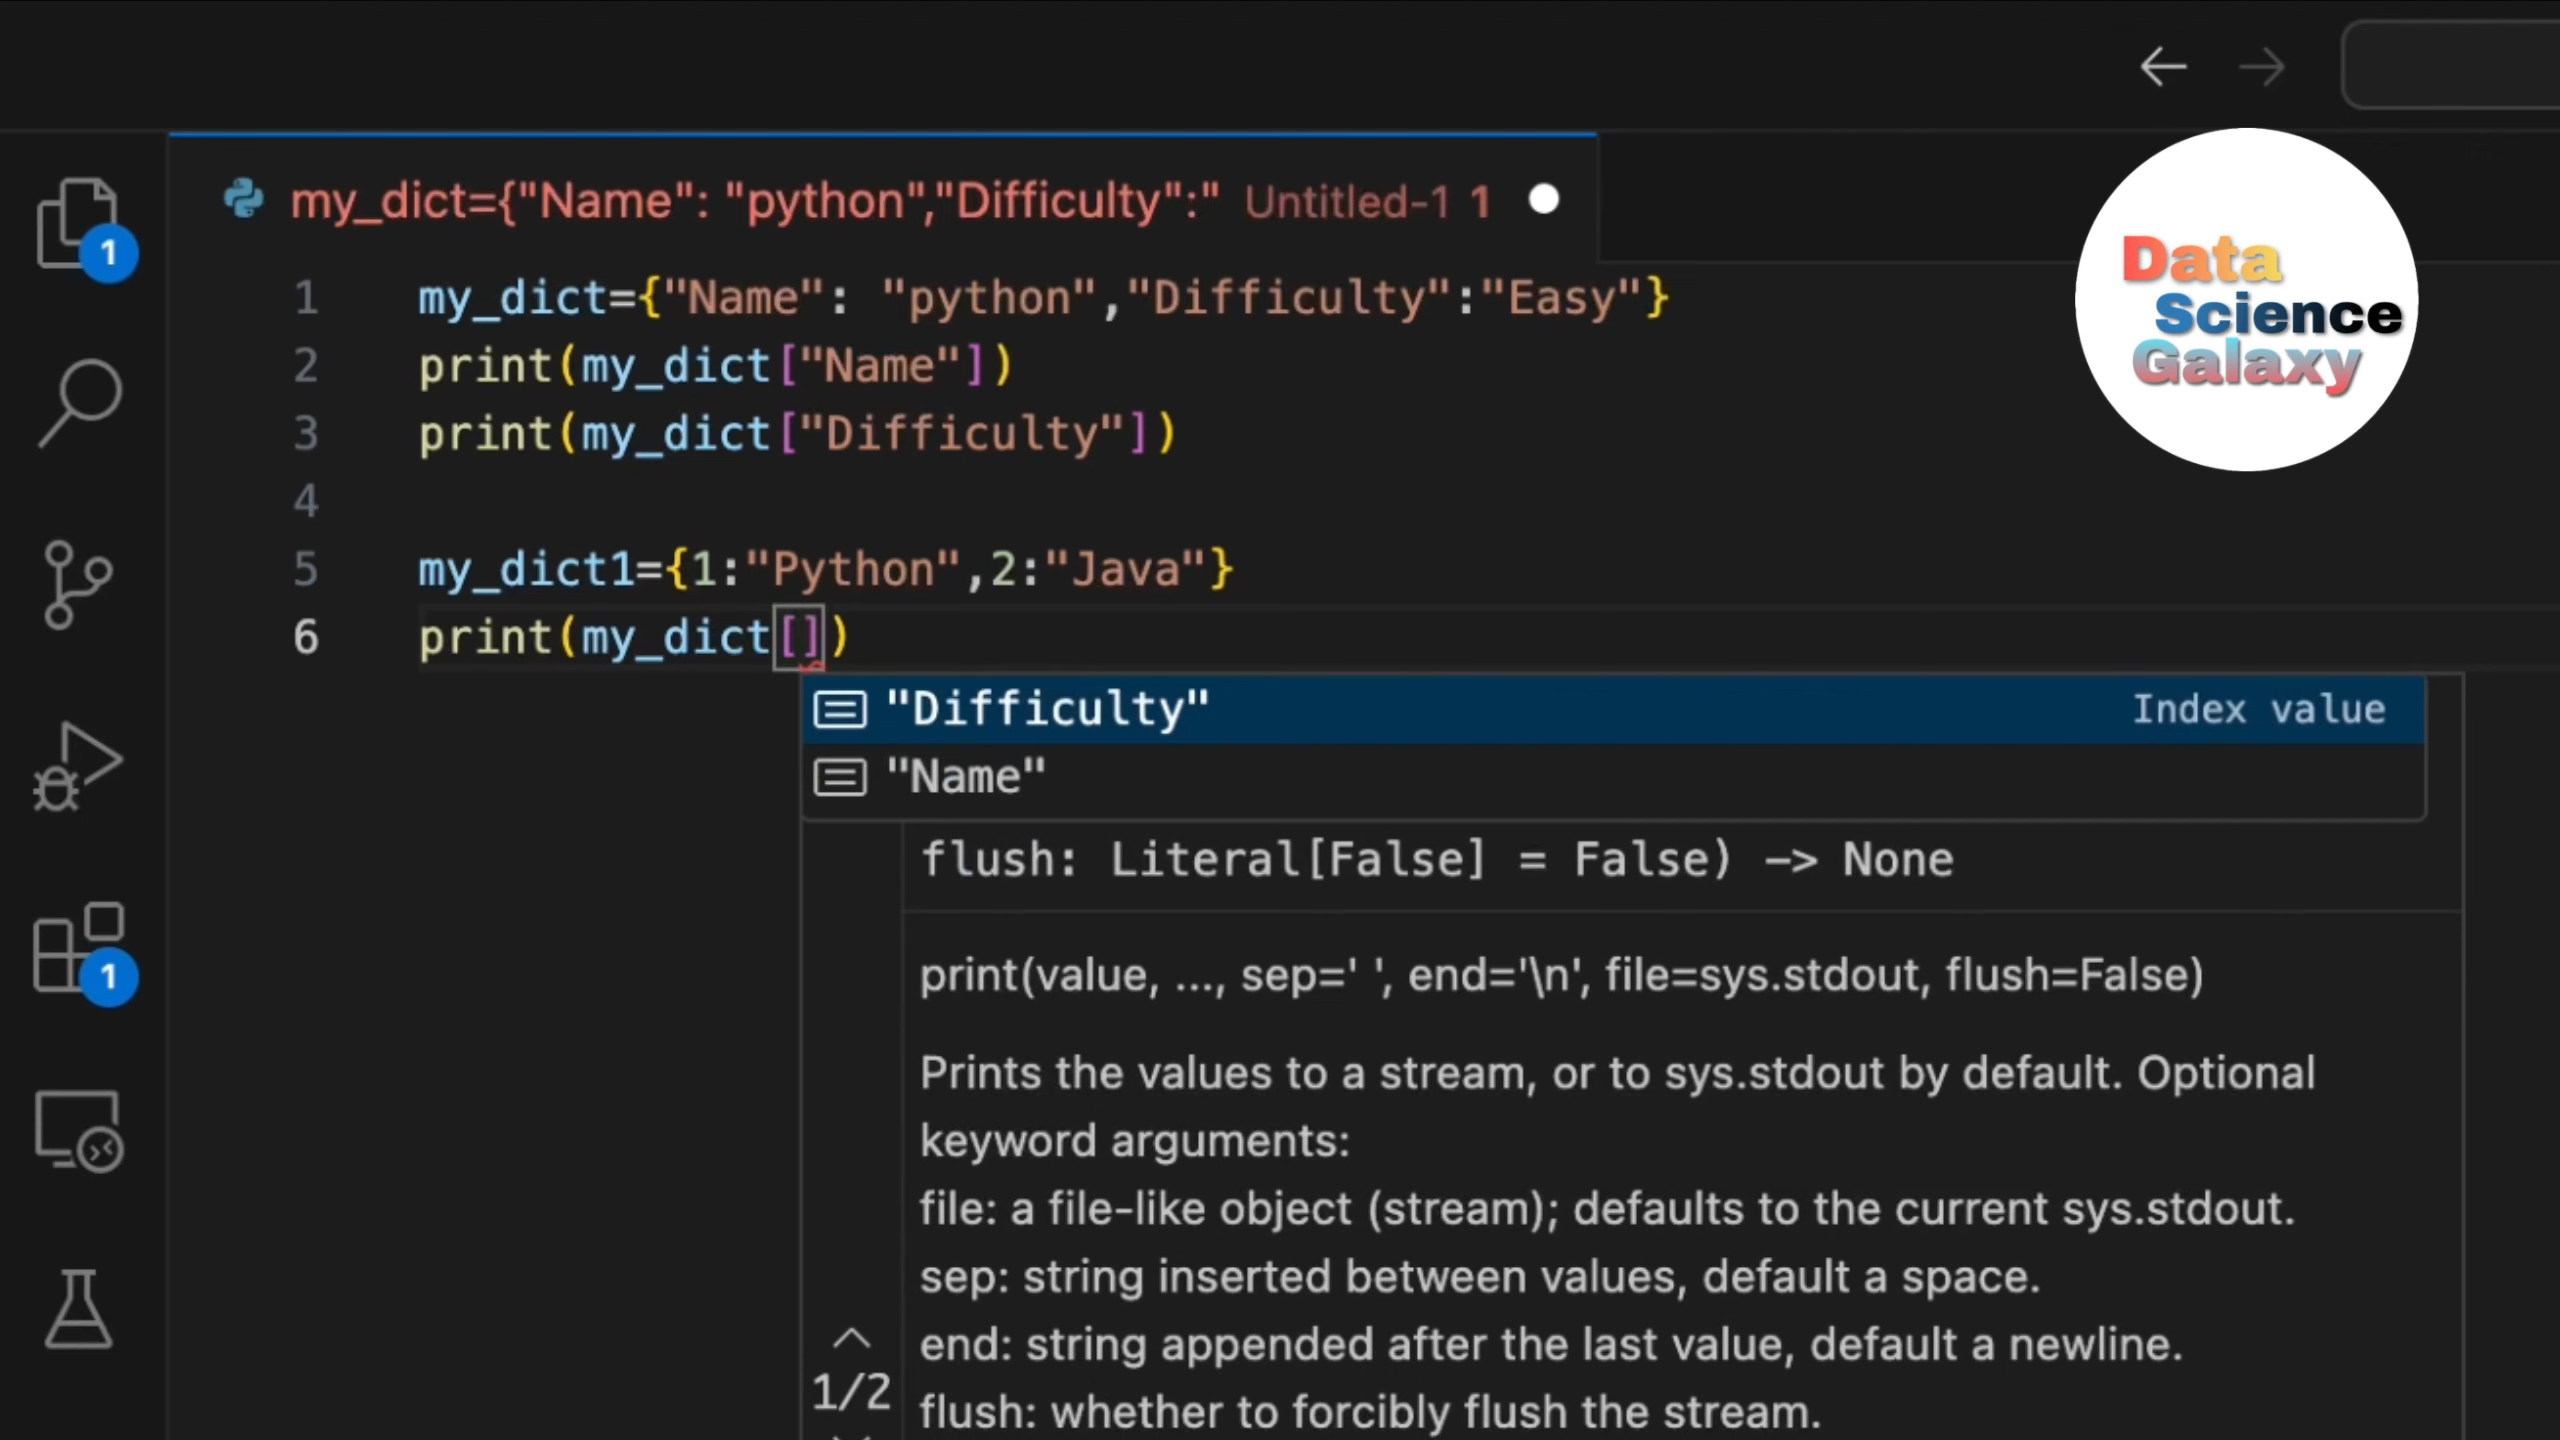 my_dict={"Name": "python","Difficulty":" Untitled-1 1
Data
Science
Galaxy
1
1 my_dict={"Name": "python","Difficulty":"Easy"}
2 print(my_dict["Name"])
3 print(my_dict["Difficulty"])
4
5 my_dict1={1:"Python",2:"Java"}
6 print(my_dict[])
"Difficulty" Index value
"Name"
flush: Literal[False] = False) -> None
1
print(value, ..., sep=' ', end='\n', file=sys.stdout, flush=False)
Prints the values to a stream, or to sys.stdout by default. Optional
keyword arguments:
file: a file-like object (stream); defaults to the current sys.stdout.
sep: string inserted between values, default a space.
end: string appended after the last value, default a newline.
1/2
flush: whether to forcibly flush the stream.